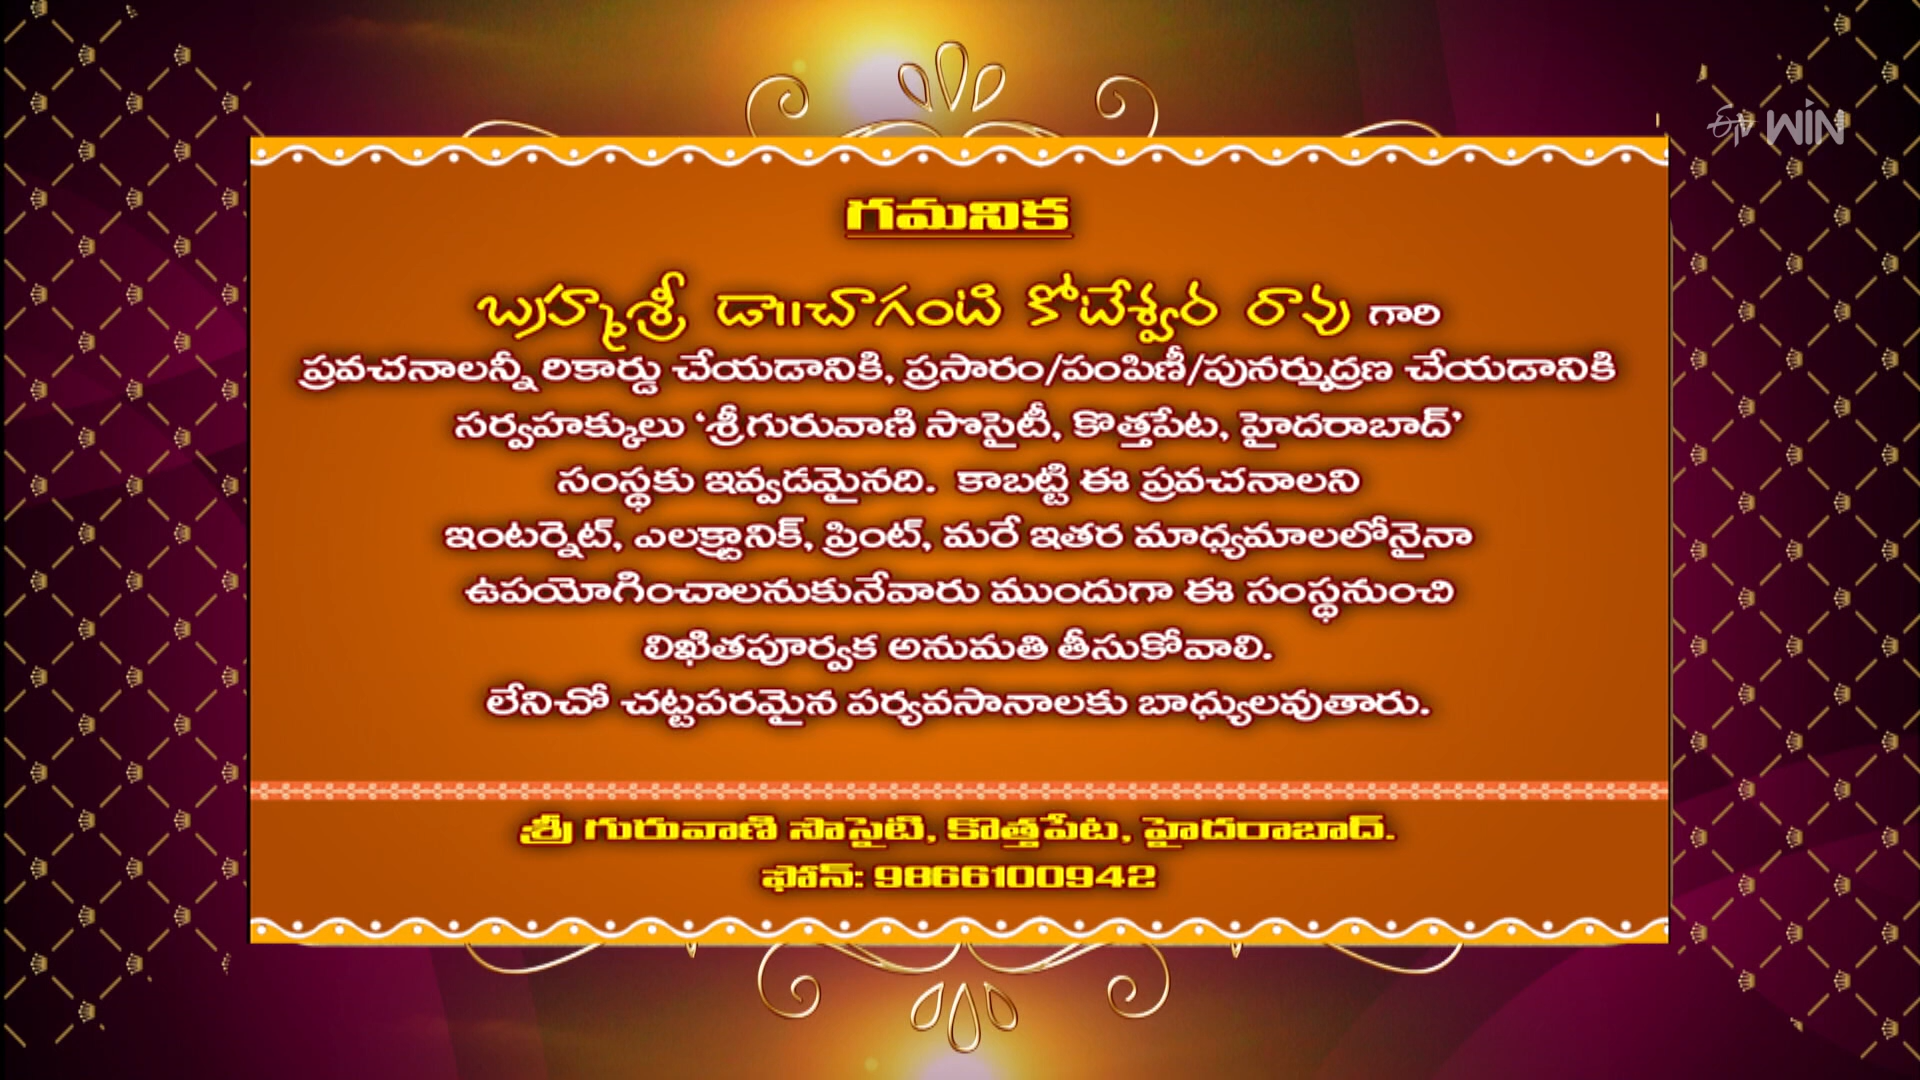 ఈటీవీ WIN
గమనిక
బ్రహ్మశ్రీ డా॥చాగంటి కోటేశ్వర రావు గారి
ప్రవచనాలన్నీ రికార్డు చేయడానికి, ప్రసారం/పంపిణీ/పునర్ముద్రణ చేయడానికి
సర్వహక్కులు ‘శ్రీగురువాణి సొసైటీ, కొత్తపేట, హైదరాబాద్’
సంస్థకు ఇవ్వడమైనది. కాబట్టి ఈ ప్రవచనాలని
ఇంటర్నెట్, ఎలక్ట్రానిక్, ప్రింట్, మరే ఇతర మాధ్యమాలలోనైనా
ఉపయోగించాలనుకునేవారు ముందుగా ఈ సంస్థనుంచి
లిఖితపూర్వక అనుమతి తీసుకోవాలి.
లేనిచో చట్టపరమైన పర్యవసానాలకు బాధ్యులవుతారు.
శ్రీ గురువాణి సొసైటి, కొత్తపేట, హైదరాబాద్.
ఫోన్: 9866100942